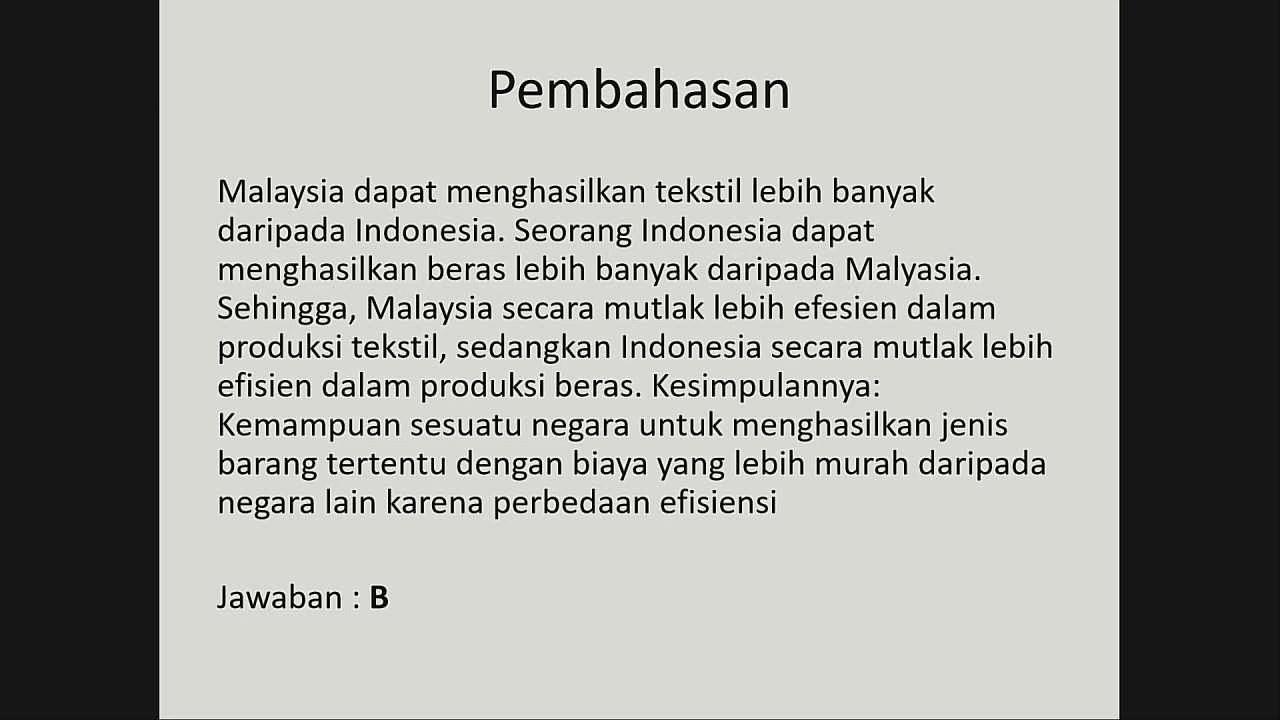 Pembahasan
Malaysia dapat menghasilkan tekstil lebih banyak
daripada Indonesia. Seorang Indonesia dapat
menghasilkan beras lebih banyak daripada Malyasia.
Sehingga, Malaysia secara mutlak lebih efesien dalam
produksi tekstil, sedangkan Indonesia secara mutlak lebih
efisien dalam produksi beras. Kesimpulannya:
Kemampuan sesuatu negara untuk menghasilkan jenis
barang tertentu dengan biaya yang lebih murah daripada
negara lain karena perbedaan efisiensi
Jawaban : B